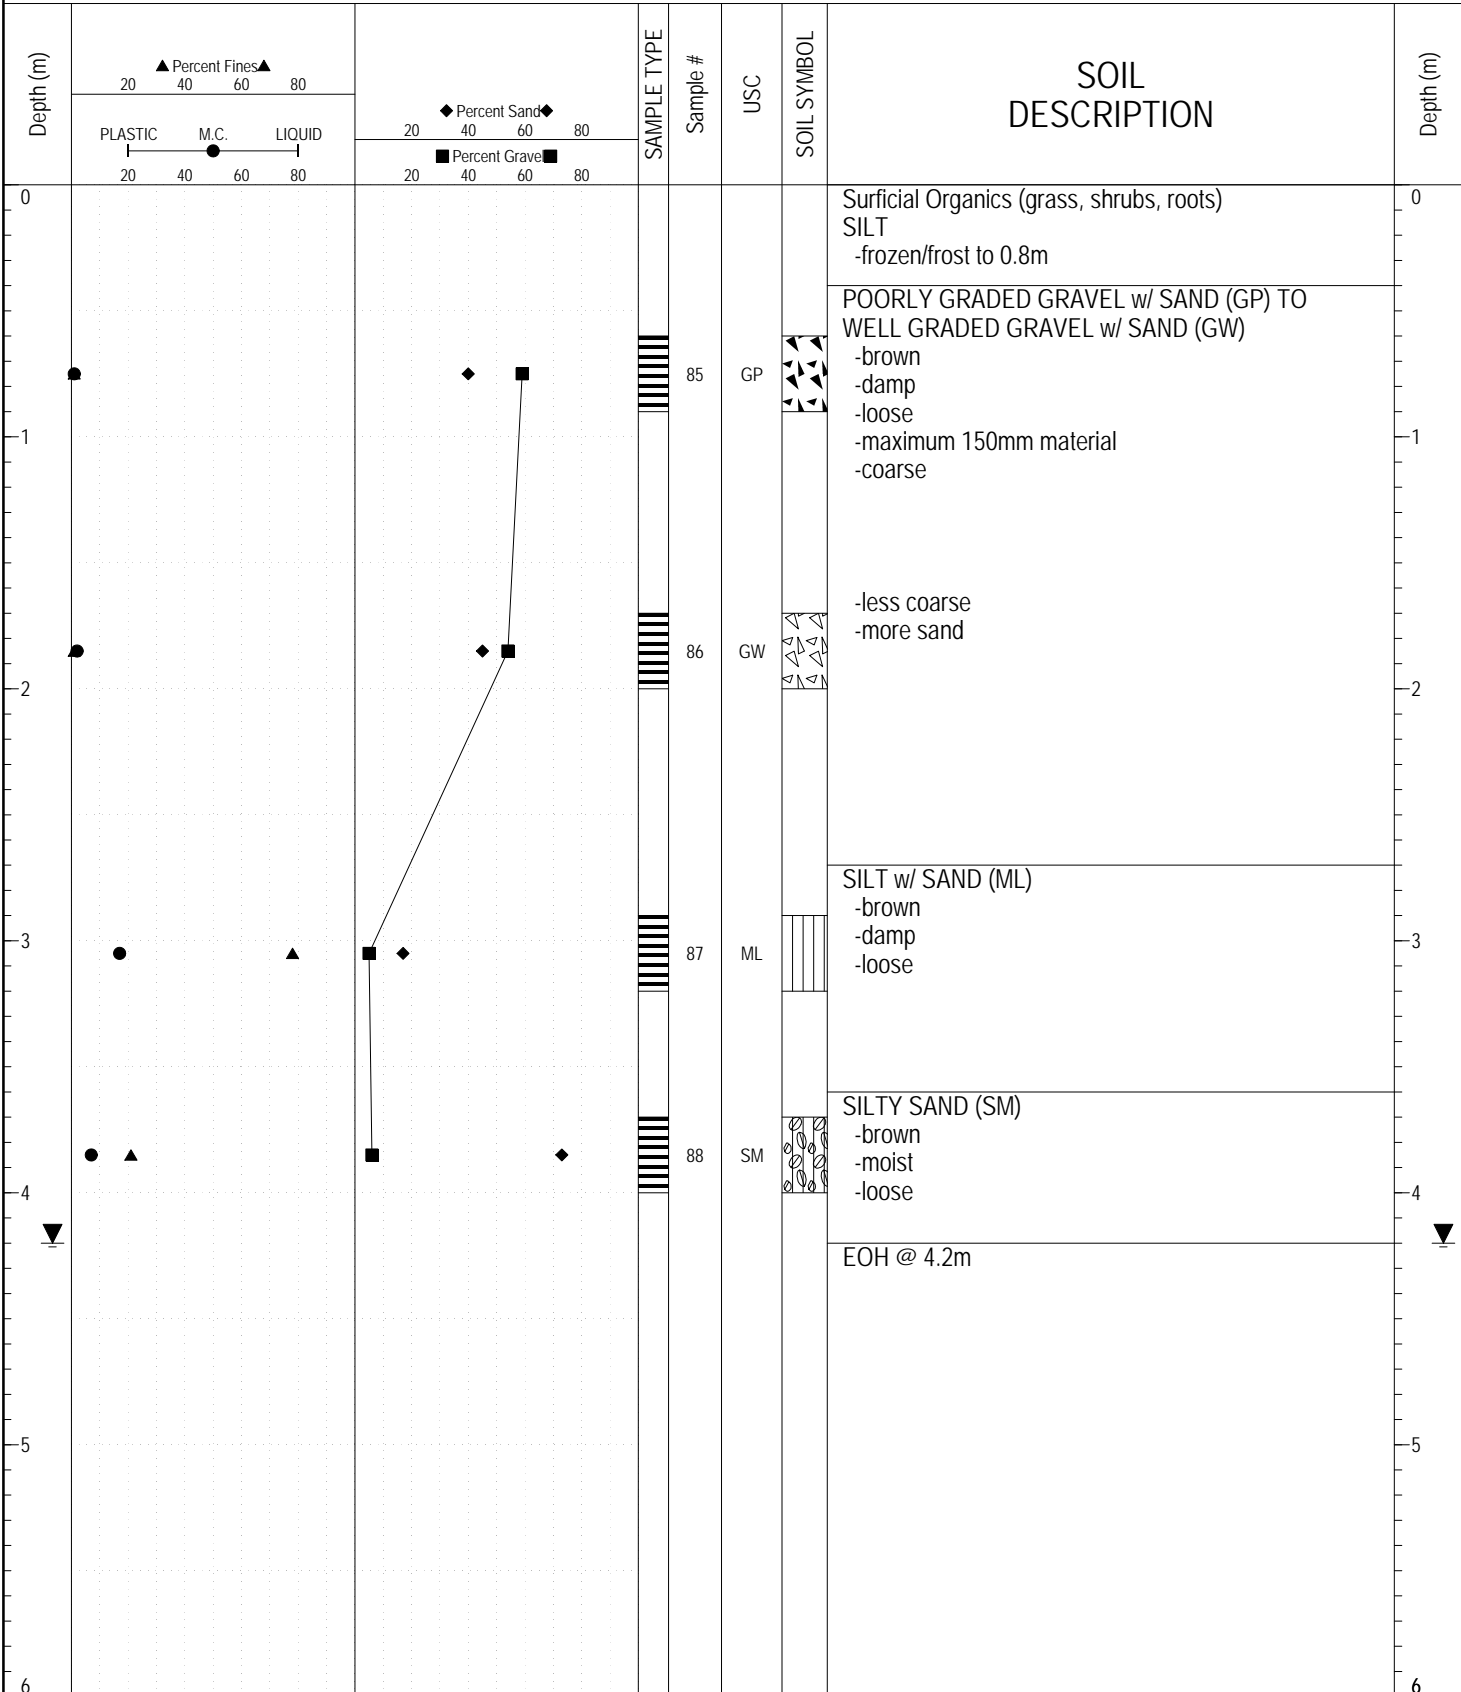 Depth (m)
▲ Percent Fines▲
20 40 60 80
PLASTIC M.C. LIQUID
20 40 60 80
◆ Percent Sand◆
20 40 60 80
■ Percent Gravel■
20 40 60 80
SAMPLE TYPE
Sample #
USC
SOIL SYMBOL
SOIL
DESCRIPTION
Depth (m)
0 0
Surficial Organics (grass, shrubs, roots)
SILT
-frozen/frost to 0.8m
POORLY GRADED GRAVEL w/ SAND (GP) TO
WELL GRADED GRAVEL w/ SAND (GW)
-brown
85 GP
-damp
-loose
1 -maximum 150mm material 1
-coarse
-less coarse
-more sand
86 GW
2 2
SILT w/ SAND (ML)
-brown
3 -damp 3
87 ML
-loose
SILTY SAND (SM)
-brown
88 SM -moist
4 -loose 4
EOH @ 4.2m
5 5
6 6